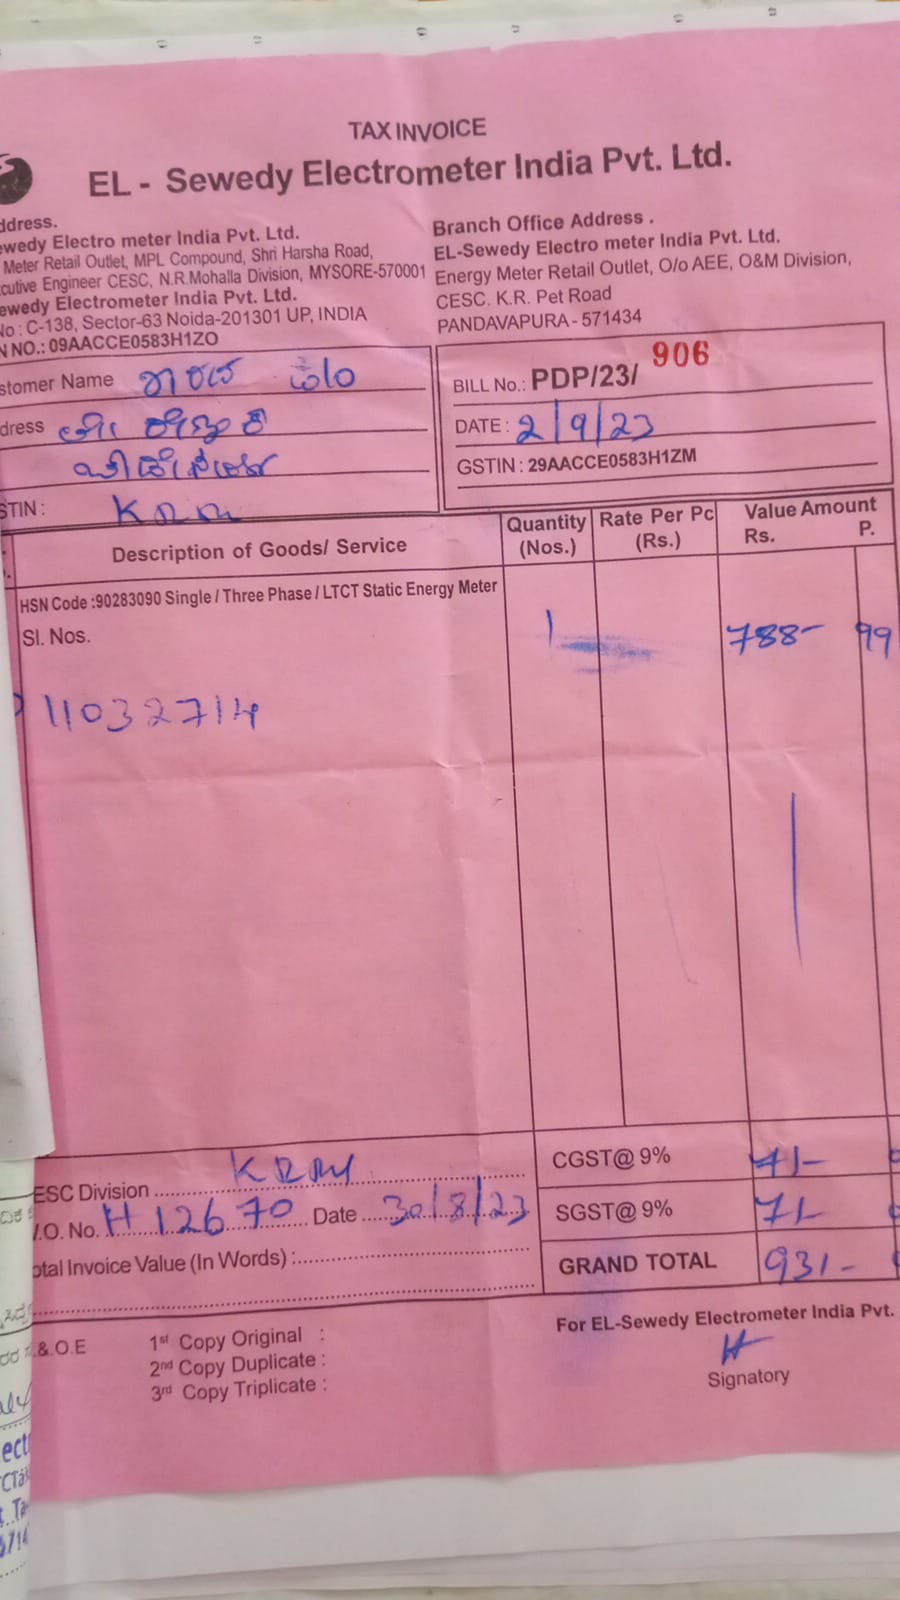 TAX INVOICE
EL - Sewedy Electrometer India Pvt. Ltd.
ddress.
ewedy Electro meter India Pvt. Ltd.
Meter Retail Outlet, MPL Compound, Shri Harsha Road,
cutive Engineer CESC, N.R.Mohalla Division, MYSORE-570001
ewedy Electrometer India Pvt. Ltd.
No : C-138, Sector-63 Noida-201301 UP, INDIA
N NO.: 09AACCE0583H1ZO
Branch Office Address .
EL-Sewedy Electro meter India Pvt. Ltd.
Energy Meter Retail Outlet, O/o AEE, O&M Division,
CESC. K.R. Pet Road
PANDAVAPURA - 571434
stomer Name
dress
STIN :
BILL No.: PDP/23/ 906
DATE : 2/9/23
GSTIN : 29AACCE0583H1ZM
Description of Goods/ Service
Quantity (Nos.)
Rate Per Pc (Rs.)
Value Amount
Rs. P.
HSN Code :90283090 Single / Three Phase / LTCT Static Energy Meter
Sl. Nos.
1 788- 99
11032714
ESC Division
.O. No. H 12670 Date 30/8/23
otal Invoice Value (In Words) :
CGST@ 9% 71-
SGST@ 9% 71-
GRAND TOTAL 931-
.&.O.E
1st Copy Original :
2nd Copy Duplicate :
3rd Copy Triplicate :
For EL-Sewedy Electrometer India Pvt.
Signatory